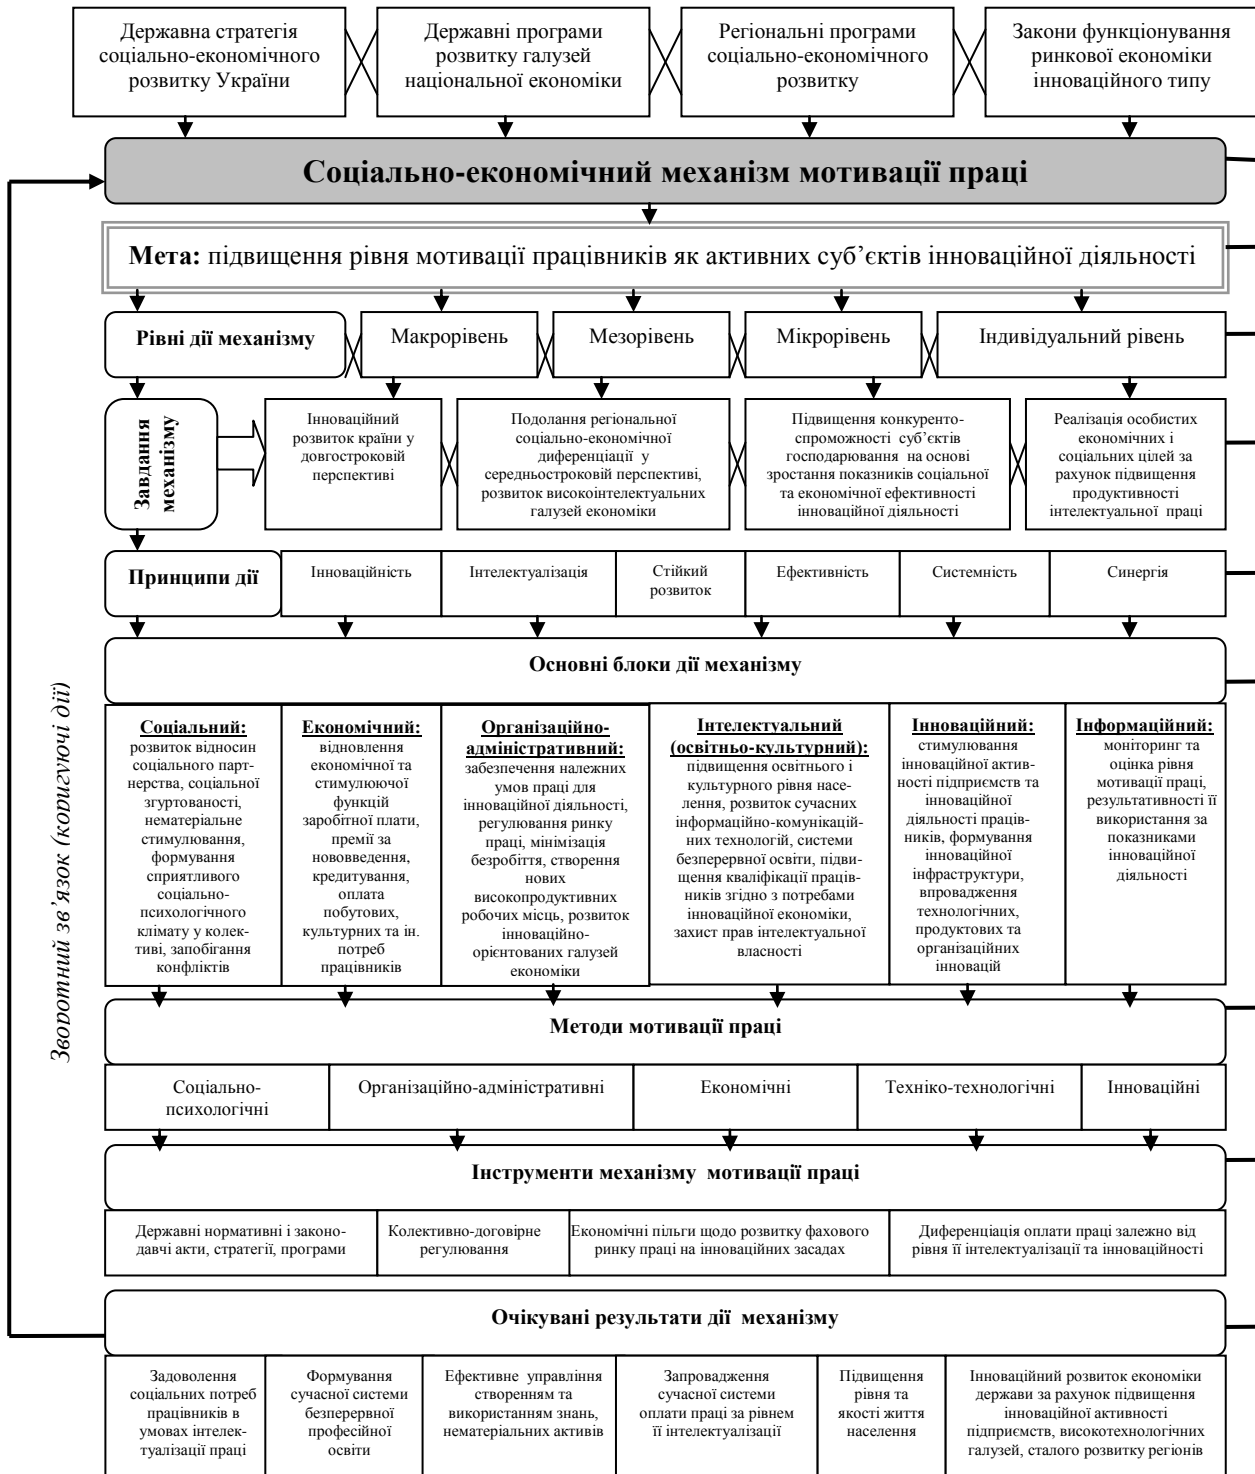 Державна стратегія
соціально-економічного
розвитку України
Державні програми
розвитку галузей
національної економіки
Регіональні програми
соціально-економічного
розвитку
Закони функціонування
ринкової економіки
інноваційного типу
Соціально-економічний механізм мотивації праці
Мета: підвищення рівня мотивації працівників як активних суб’єктів інноваційної діяльності
Рівні дії механізму
Макрорівень
Мезорівень
Мікрорівень
Індивідуальний рівень
Завдання
механізму
Інноваційний
розвиток країни у
довгостроковій
перспективі
Подолання регіональної
соціально-економічної
диференціації у
середньостроковій перспективі,
розвиток високоінтелектуальних
галузей економіки
Підвищення конкуренто-
спроможності суб’єктів
господарювання на основі
зростання показників соціальної
та економічної ефективності
інноваційної діяльності
Реалізація особистих
економічних і
соціальних цілей за
рахунок підвищення
продуктивності
інтелектуальної праці
Принципи дії
Інноваційність
Інтелектуалізація
Стійкий
розвиток
Ефективність
Системність
Синергія
Основні блоки дії механізму
Соціальний:
розвиток відносин
соціального парт-
нерства, соціальної
згуртованості,
нематеріальне
стимулювання,
формування
сприятливого
соціально-
психологічного
клімату у колек-
тиві, запобігання
конфліктів
Економічний:
відновлення
економічної та
стимулюючої
функцій
заробітної плати,
премії за
нововведення,
кредитування,
оплата
побутових,
культурних та ін.
потреб
працівників
Організаційно-
адміністративний:
забезпечення належних
умов праці для
інноваційної діяльності,
регулювання ринку
праці, мінімізація
безробіття, створення
нових
високопродуктивних
робочих місць, розвиток
інноваційно-
орієнтованих галузей
економіки
Інтелектуальний
(освітньо-культурний):
підвищення освітнього і
культурного рівня насе-
лення, розвиток сучасних
інформаційно-комунікацій-
них технологій, системи
безперервної освіти, підви-
щення кваліфікації праців-
ників згідно з потребами
інноваційної економіки,
захист прав інтелектуальної
власності
Інноваційний:
стимулювання
інноваційної актив-
ності підприємств та
інноваційної
діяльності праців-
ників, формування
інноваційної
інфраструктури,
впровадження
технологічних,
продуктових та
організаційних
інновацій
Інформаційний:
моніторинг та
оцінка рівня
мотивації праці,
результативності її
використання за
показниками
інноваційної
діяльності
Зворотний зв’язок (коригуючі дії)
Методи мотивації праці
Соціально-
психологічні
Організаційно-адміністративні
Економічні
Техніко-технологічні
Інноваційні
Інструменти механізму мотивації праці
Державні нормативні і законо-
давчі акти, стратегії, програми
Колективно-договірне
регулювання
Економічні пільги щодо розвитку фахового
ринку праці на інноваційних засадах
Диференціація оплати праці залежно від
рівня її інтелектуалізації та інноваційності
Очікувані результати дії механізму
Задоволення
соціальних потреб
працівників в
умовах інтелек-
туалізації праці
Формування
сучасної системи
безперервної
професійної
освіти
Ефективне управління
створенням та
використанням знань,
нематеріальних активів
Запровадження
сучасної системи
оплати праці за рівнем
її інтелектуалізації
Підвищення
рівня та
якості життя
населення
Інноваційний розвиток економіки
держави за рахунок підвищення
інноваційної активності
підприємств, високотехнологічних
галузей, сталого розвитку регіонів